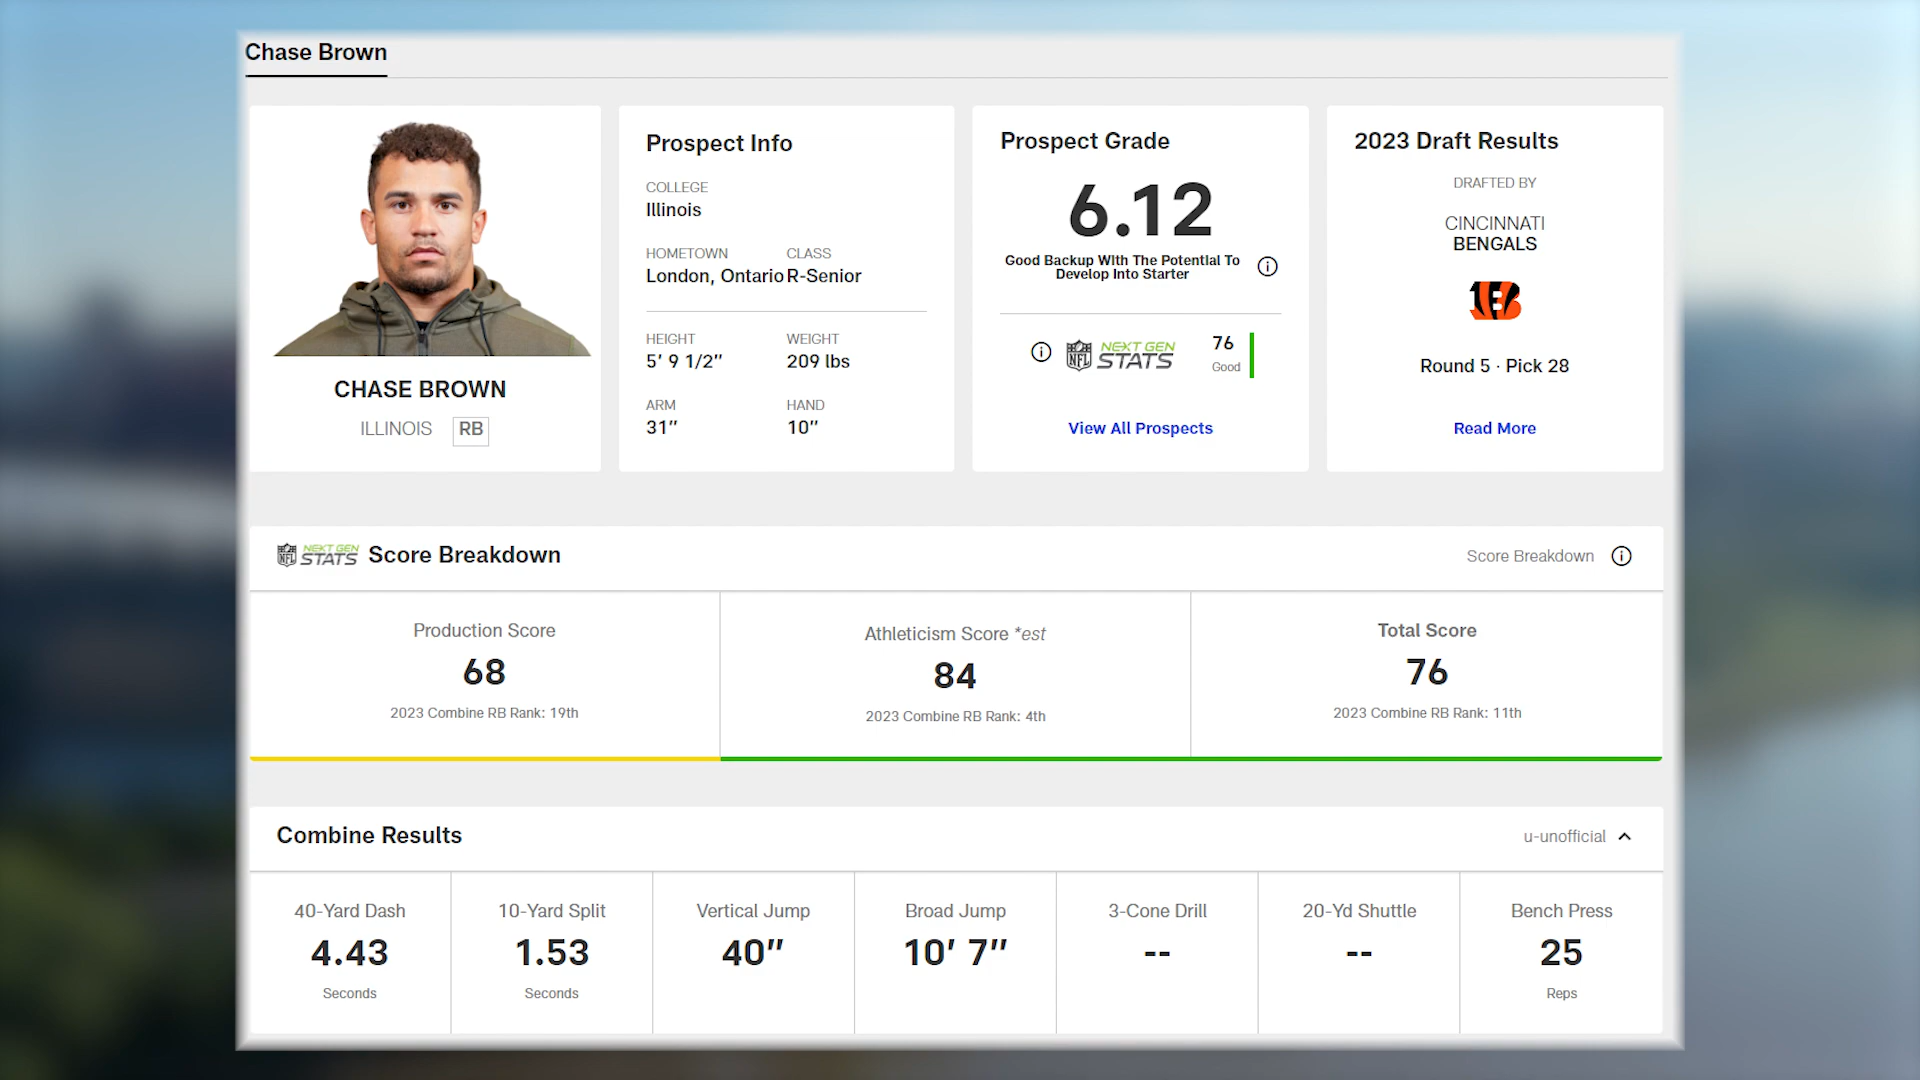 Chase Brown
CHASE BROWN
ILLINOIS RB
Prospect Info
COLLEGE
Illinois
HOMETOWN CLASS
London, Ontario R-Senior
HEIGHT WEIGHT
5′ 9 1/2″ 209 lbs
ARM HAND
31″ 10″
Prospect Grade
6.12
Good Backup With The Potential To
Develop Into Starter
NFL NEXT GEN STATS
76
Good
View All Prospects
2023 Draft Results
DRAFTED BY
CINCINNATI
BENGALS
B
Round 5 · Pick 28
Read More
NFL NEXT GEN STATS Score Breakdown
Score Breakdown
Production Score
68
2023 Combine RB Rank: 19th
Athleticism Score *est
84
2023 Combine RB Rank: 4th
Total Score
76
2023 Combine RB Rank: 11th
Combine Results
u-unofficial
40-Yard Dash
4.43
Seconds
10-Yard Split
1.53
Seconds
Vertical Jump
40″
Broad Jump
10′ 7″
3-Cone Drill
--
20-Yd Shuttle
--
Bench Press
25
Reps